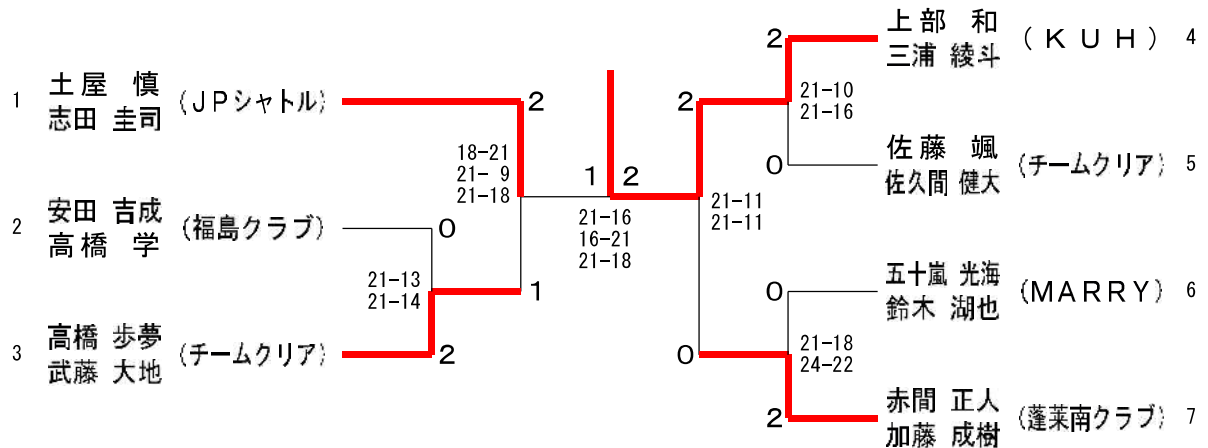 1 土屋 慎
志田 圭司
(JPシャトル)
2
18-21
21- 9
21-18
2 安田 吉成
高橋 学
(福島クラブ)
0
21-13
21-14
1
3 高橋 歩夢
武藤 大地
(チームクリア)
2
1 2
21-16
16-21
21-18
上部 和
三浦 綾斗
(KUH) 4
2
21-10
21-16
2
佐藤 颯
佐久間 健大
(チームクリア) 5
0
21-11
21-11
五十嵐 光海
鈴木 湖也
(MARRY) 6
0
21-18
24-22
0
赤間 正人
加藤 成樹
(蓬莱南クラブ) 7
2